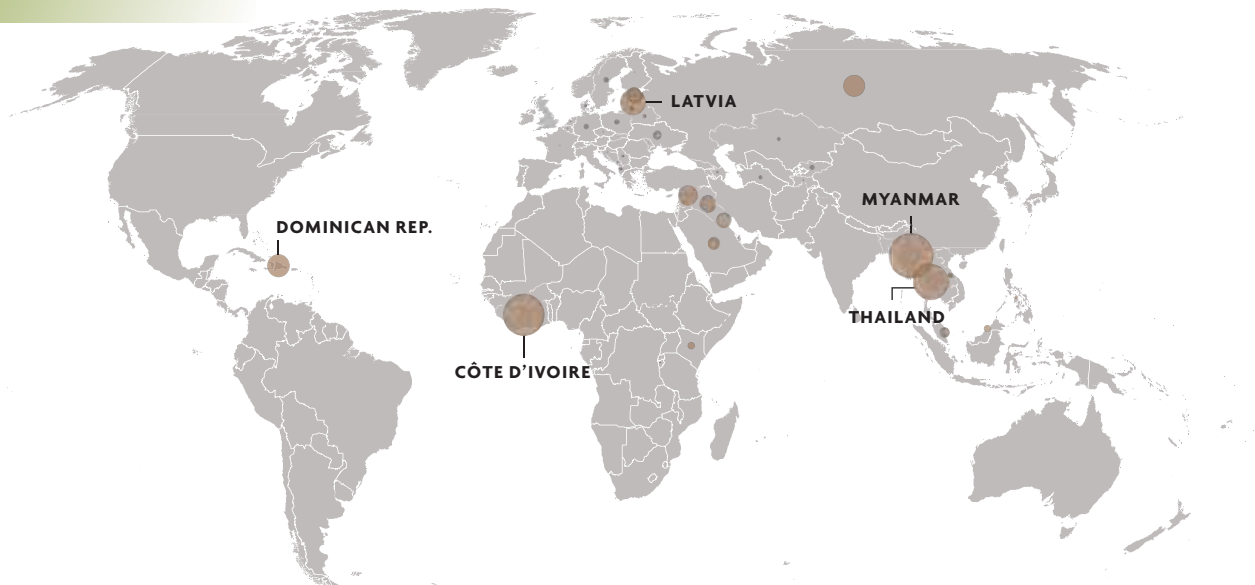 LATVIA
MYANMAR
DOMINICAN REP.
THAILAND
CÔTE D’IVOIRE